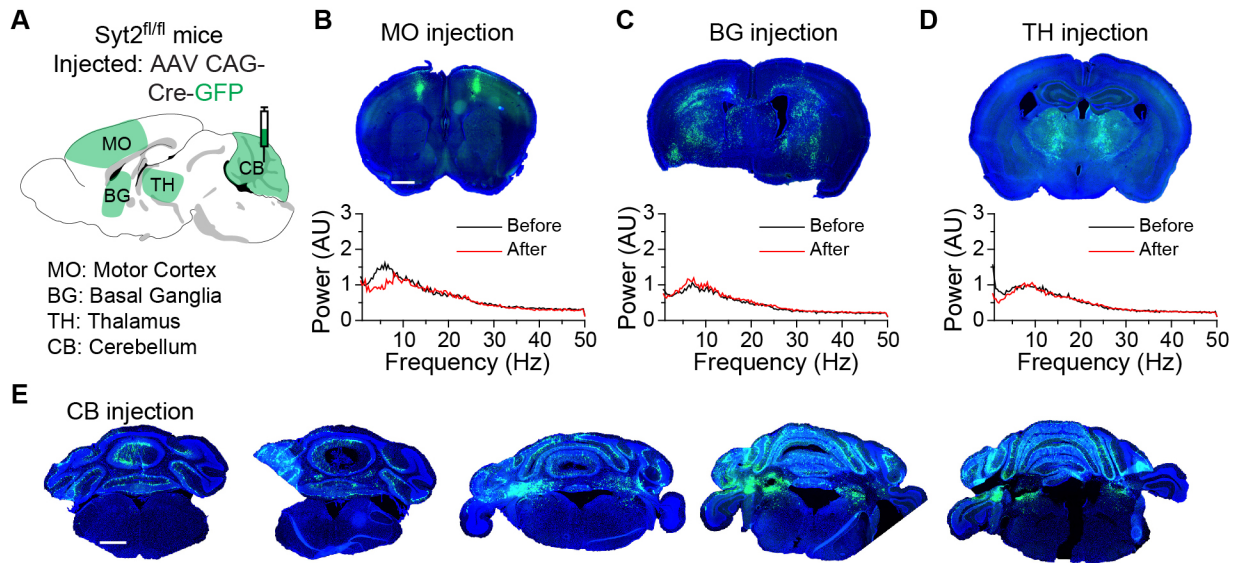 A
Syt2fl/fl mice
Injected: AAV CAG-
Cre-GFP
MO
BG
TH
CB
MO: Motor Cortex
BG: Basal Ganglia
TH: Thalamus
CB: Cerebellum
B
MO injection
3
2
1
0
Power (AU)
Before
After
10 20 30 40 50
Frequency (Hz)
C
BG injection
3
2
1
0
Power (AU)
Before
After
10 20 30 40 50
Frequency (Hz)
D
TH injection
3
2
1
0
Power (AU)
Before
After
10 20 30 40 50
Frequency (Hz)
E
CB injection